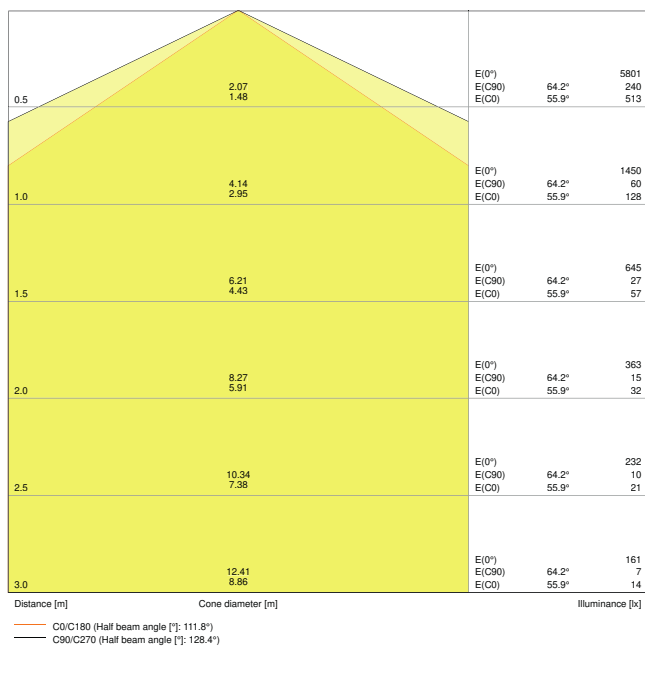 E(0°) 5801
2.07 E(C90) 64.2° 240
0.5 1.48 E(C0) 55.9° 513
E(0°) 1450
4.14 E(C90) 64.2° 60
1.0 2.95 E(C0) 55.9° 128
E(0°) 645
6.21 E(C90) 64.2° 27
1.5 4.43 E(C0) 55.9° 57
E(0°) 363
8.27 E(C90) 64.2° 15
2.0 5.91 E(C0) 55.9° 32
E(0°) 232
10.34 E(C90) 64.2° 10
2.5 7.38 E(C0) 55.9° 21
E(0°) 161
12.41 E(C90) 64.2° 7
3.0 8.86 E(C0) 55.9° 14
Distance [m] Cone diameter [m] Illuminance [lx]
C0/C180 (Half beam angle [°]: 111.8°)
C90/C270 (Half beam angle [°]: 128.4°)